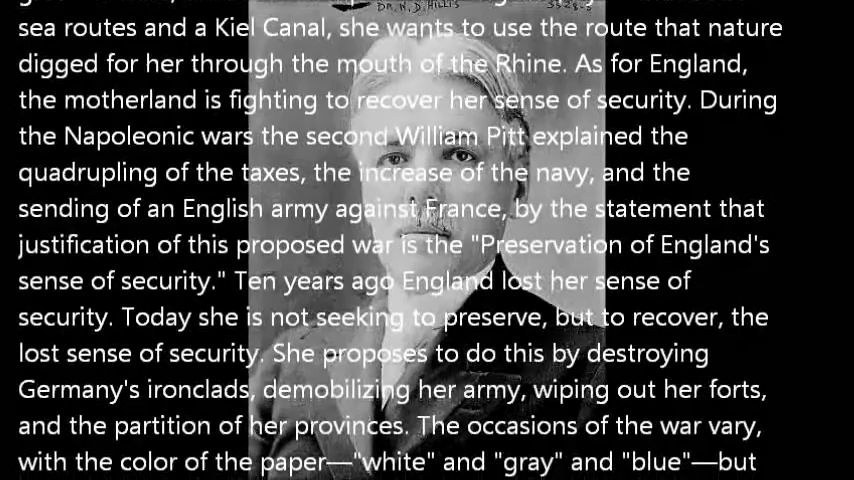 DR. N. D. HILLIS
sea routes and a Kiel Canal, she wants to use the route that nature
digged for her through the mouth of the Rhine. As for England,
the motherland is fighting to recover her sense of security. During
the Napoleonic wars the second William Pitt explained the
quadrupling of the taxes, the increase of the navy, and the
sending of an English army against France, by the statement that
justification of this proposed war is the "Preservation of England's
sense of security." Ten years ago England lost her sense of
security. Today she is not seeking to preserve, but to recover, the
lost sense of security. She proposes to do this by destroying
Germany's ironclads, demobilizing her army, wiping out her forts,
and the partition of her provinces. The occasions of the war vary,
with the color of the paper—"white" and "gray" and "blue"—but